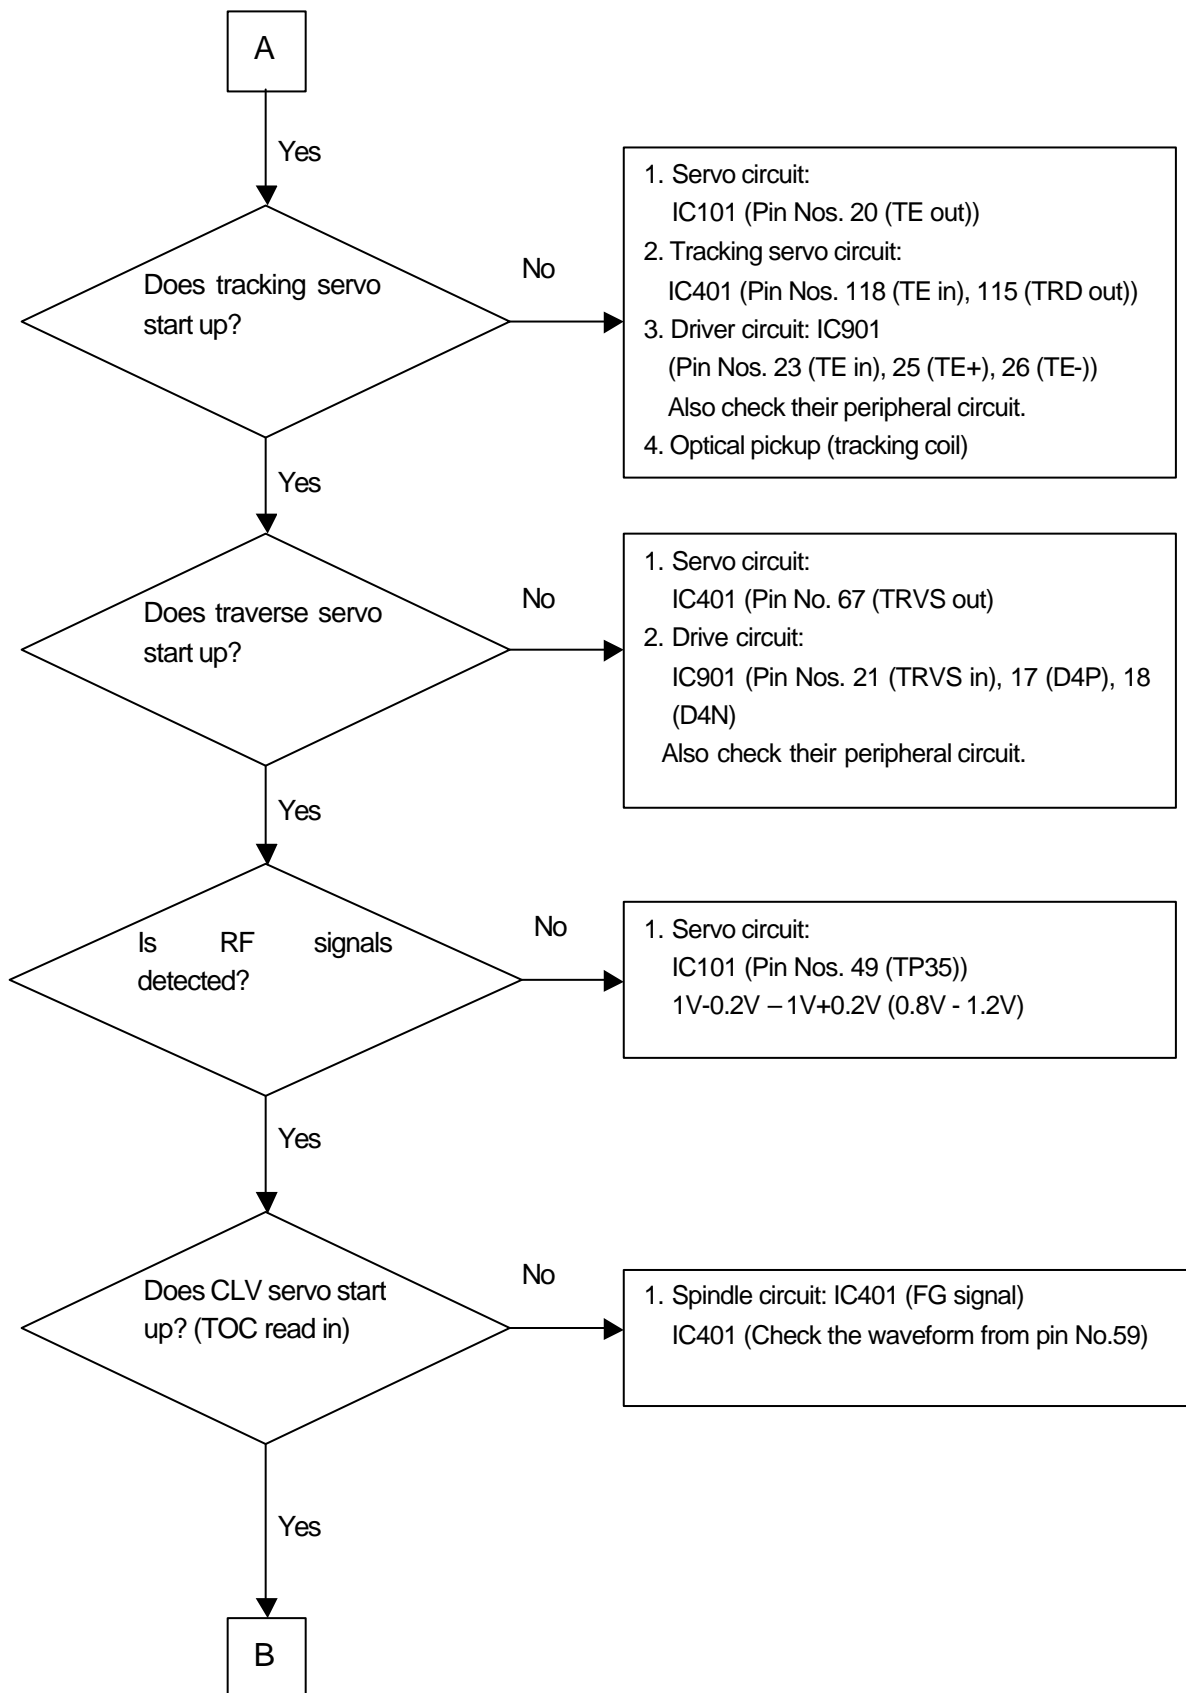 A
Yes
Does tracking servo
start up?
No
1. Servo circuit:
IC101 (Pin Nos. 20 (TE out))
2. Tracking servo circuit:
IC401 (Pin Nos. 118 (TE in), 115 (TRD out))
3. Driver circuit: IC901
(Pin Nos. 23 (TE in), 25 (TE+), 26 (TE-))
Also check their peripheral circuit.
4. Optical pickup (tracking coil)
Yes
Does traverse servo
start up?
No
1. Servo circuit:
IC401 (Pin No. 67 (TRVS out)
2. Drive circuit:
IC901 (Pin Nos. 21 (TRVS in), 17 (D4P), 18
(D4N)
Also check their peripheral circuit.
Yes
Is RF signals
detected?
No
1. Servo circuit:
IC101 (Pin Nos. 49 (TP35))
1V-0.2V – 1V+0.2V (0.8V - 1.2V)
Yes
Does CLV servo start
up? (TOC read in)
No
1. Spindle circuit: IC401 (FG signal)
IC401 (Check the waveform from pin No.59)
Yes
B